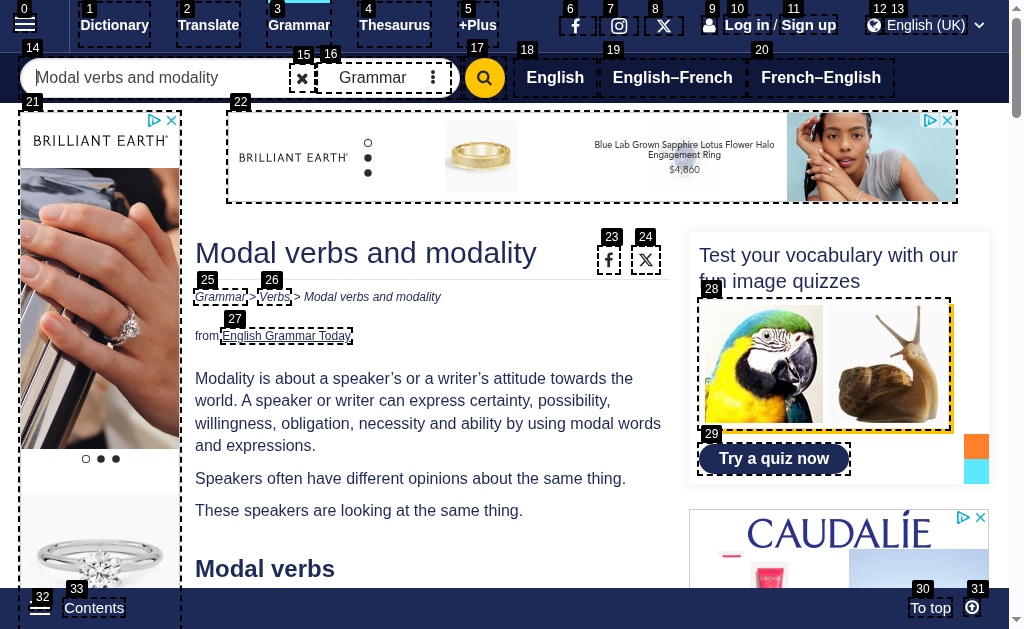 0 1 2 3 4 5 6 7 8 9 10 11 12 13
Dictionary Translate Grammar Thesaurus +Plus Log in / Sign up English (UK)
14 15 16 17 18 19 20
Modal verbs and modality Grammar English English–French French–English
21 22
BRILLIANT EARTH
BRILLIANT EARTH
Blue Lab Grown Sapphire Lotus Flower Halo
Engagement Ring
$4,860
23 24
Modal verbs and modality
25 26
Grammar > Verbs > Modal verbs and modality
27
from English Grammar Today
Modality is about a speaker’s or a writer’s attitude towards the
world. A speaker or writer can express certainty, possibility,
willingness, obligation, necessity and ability by using modal words
and expressions.
Speakers often have different opinions about the same thing.
These speakers are looking at the same thing.
Modal verbs
Test your vocabulary with our
fun image quizzes
28
29
Try a quiz now
CAUDALÍE
32 33 30 31
Contents To top